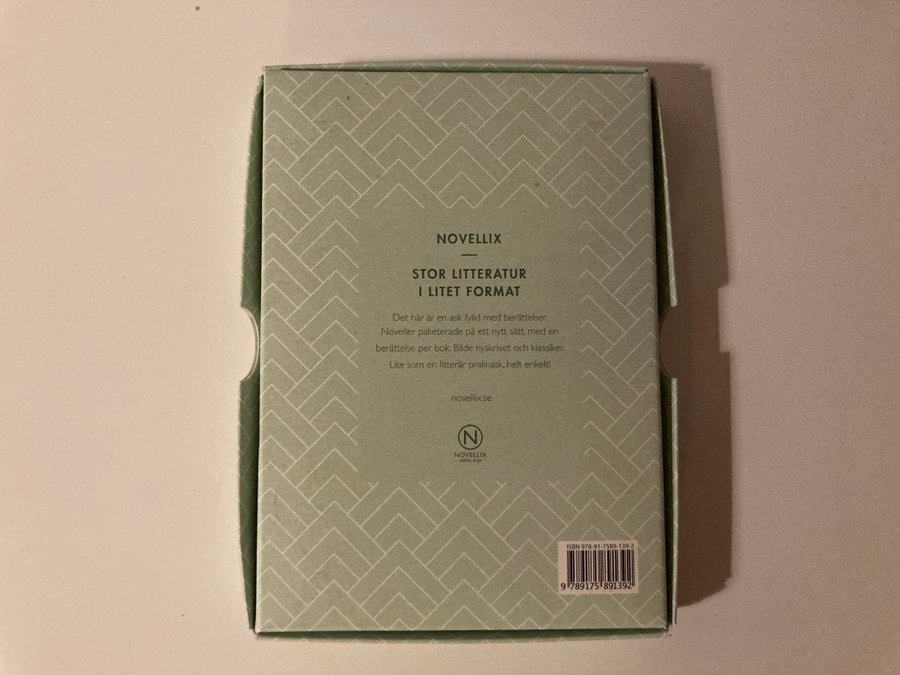 NOVELLIX
STOR LITTERATUR
I LITET FORMAT
Det här är en ask fylld med berättelser.
Noveller paketerade på ett nytt sätt, med en
berättelse per bok. Både nyskrivet och klassiker.
Lite som en litterär pralinask, helt enkelt!
novellix.se
N
NOVELLIX
ISBN 978-91-7589-139-2
9 789175 891392